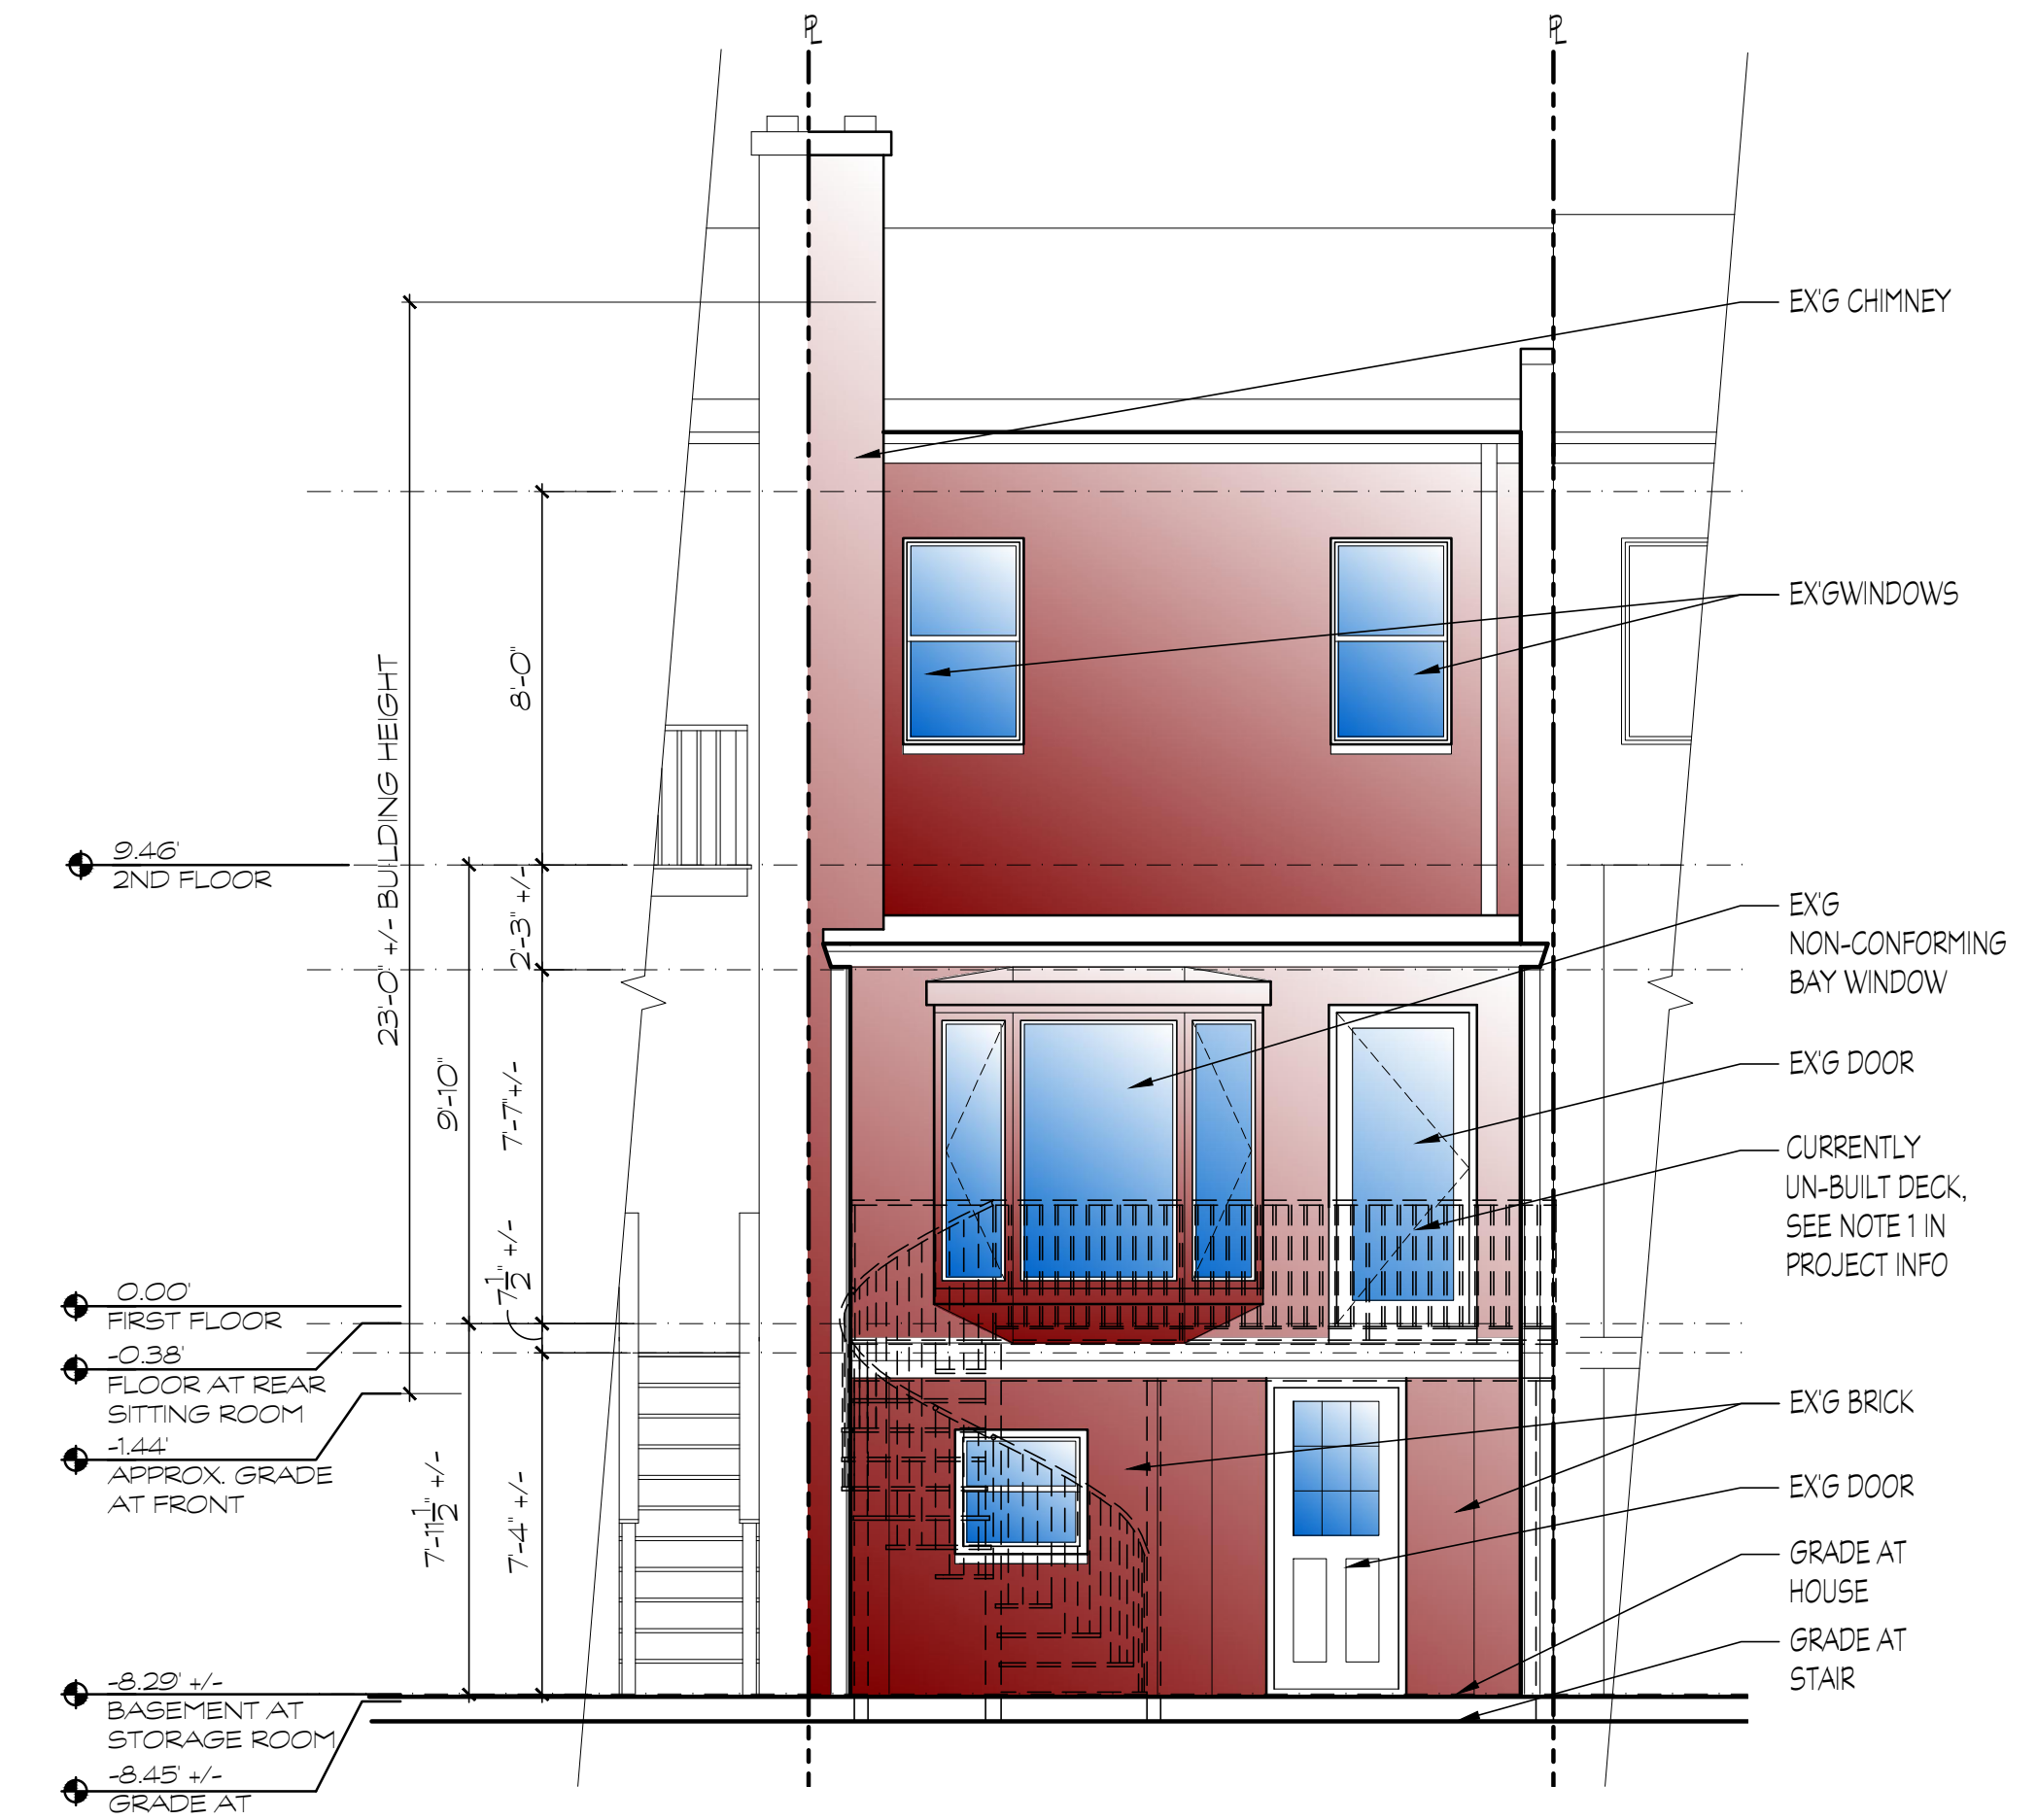 PL
PL
EX'G CHIMNEY
EX'GWINDOWS
8'-0"
23'-0" +/- BUILDING HEIGHT
9.46'
2ND FLOOR
2'-3" +/-
EX'G
NON-CONFORMING
BAY WINDOW
9'-10"
7'-7"+/-
EX'G DOOR
CURRENTLY
UN-BUILT DECK,
SEE NOTE 1 IN
PROJECT INFO
7 1/2" +/-
0.00'
FIRST FLOOR
-0.38'
FLOOR AT REAR
SITTING ROOM
-1.44'
APPROX. GRADE
AT FRONT
EX'G BRICK
EX'G DOOR
7'-11 1/2" +/-
7'-4" +/-
GRADE AT
HOUSE
GRADE AT
STAIR
-8.29' +/-
BASEMENT AT
STORAGE ROOM
-8.45' +/-
GRADE AT